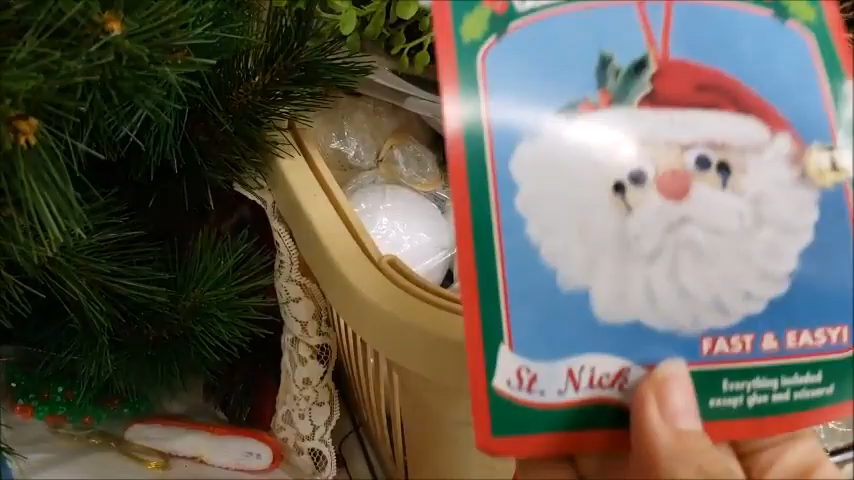 St. Nick
FAST & EASY!
Everything included
except glue and scissors